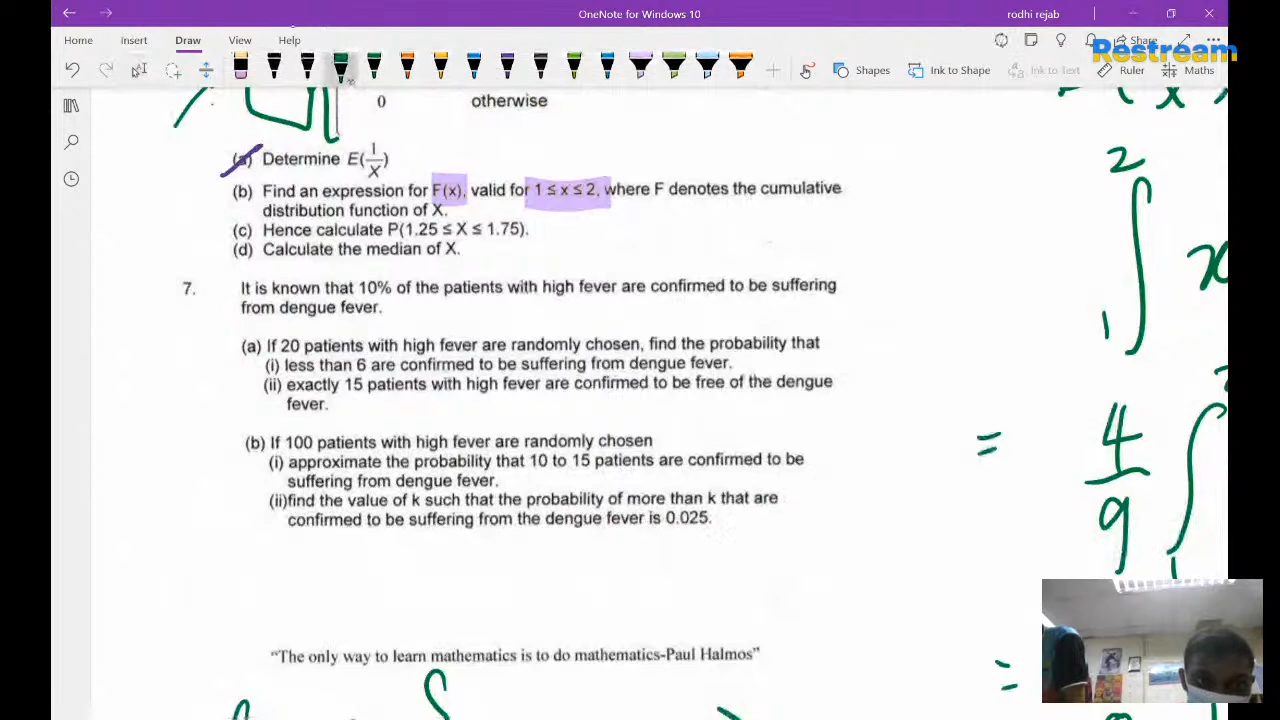 OneNote for Windows 10
rodhi rejab
Home
Insert
Draw
View
Help
Share
Restream
Shapes
Ink to Shape
Ink to Text
Ruler
Maths
0 otherwise
(a) Determine E(1/X)
(b) Find an expression for F(x), valid for 1 ≤ x ≤ 2, where F denotes the cumulative
distribution function of X.
(c) Hence calculate P(1.25 ≤ X ≤ 1.75).
(d) Calculate the median of X.
7. It is known that 10% of the patients with high fever are confirmed to be suffering
from dengue fever.
(a) If 20 patients with high fever are randomly chosen, find the probability that
(i) less than 6 are confirmed to be suffering from dengue fever.
(ii) exactly 15 patients with high fever are confirmed to be free of the dengue
fever.
(b) If 100 patients with high fever are randomly chosen
(i) approximate the probability that 10 to 15 patients are confirmed to be
suffering from dengue fever.
(ii)find the value of k such that the probability of more than k that are
confirmed to be suffering from the dengue fever is 0.025.
"The only way to learn mathematics is to do mathematics-Paul Halmos"
2
∫ x
1
= 4/9 ∫
1
=